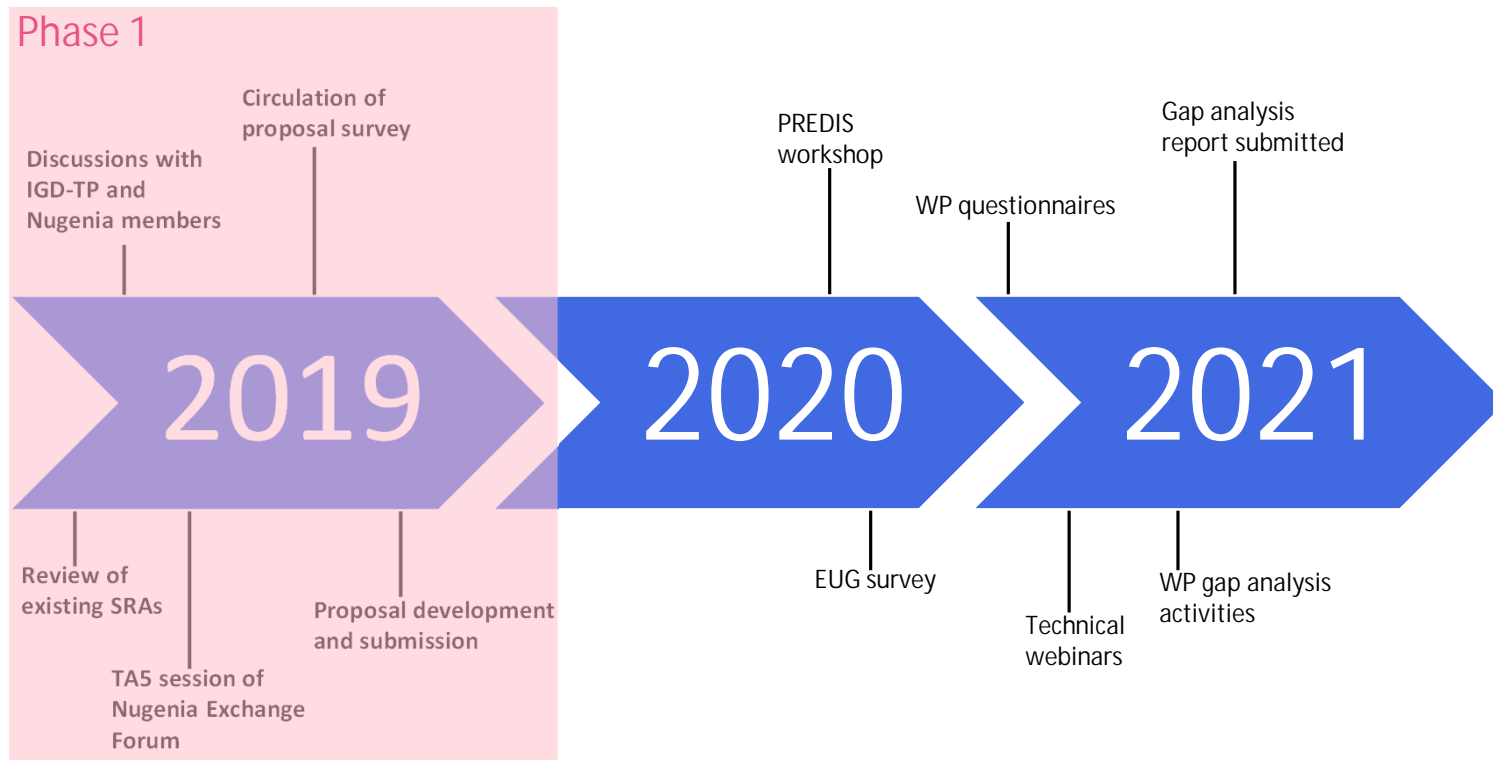 Phase 1
Circulation of
proposal survey
Discussions with
IGD-TP and
Nugenia members
PREDIS
workshop
WP questionnaires
Gap analysis
report submitted
2019
2020
2021
Review of
existing SRAs
TA5 session of
Nugenia Exchange
Forum
Proposal development
and submission
EUG survey
Technical
webinars
WP gap analysis
activities